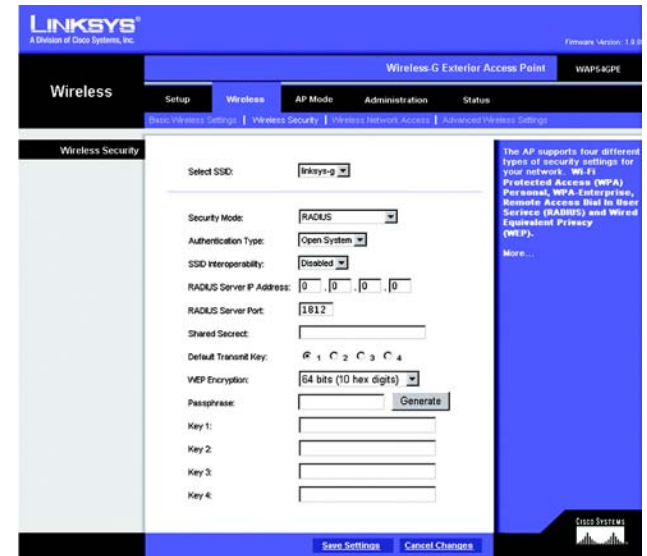 LINKSYS®
A Division of Cisco Systems, Inc.
Firmware Version: 1.0.0
Wireless-G Exterior Access Point WAP54GPE
Wireless
Setup Wireless AP Mode Administration Status
Basic Wireless Settings | Wireless Security | Wireless Network Access | Advanced Wireless Settings
Wireless Security
Select SSID: linksys-g
Security Mode: RADIUS
Authentication Type: Open System
SSID Interoperability: Disabled
RADIUS Server IP Address: 0 . 0 . 0 . 0
RADIUS Server Port: 1812
Shared Secrect:
Default Transmit Key: 1 2 3 4
WEP Encryption: 64 bits (10 hex digits)
Passphrase: Generate
Key 1:
Key 2:
Key 3:
Key 4:
Save Settings Cancel Changes
The AP supports four different
types of security settings for
your network. Wi-Fi
Protected Access (WPA)
Personal, WPA-Enterprise,
Remote Access Dial In User
Serivce (RADIUS) and Wired
Equivalent Privacy
(WEP).
More...
CISCO SYSTEMS